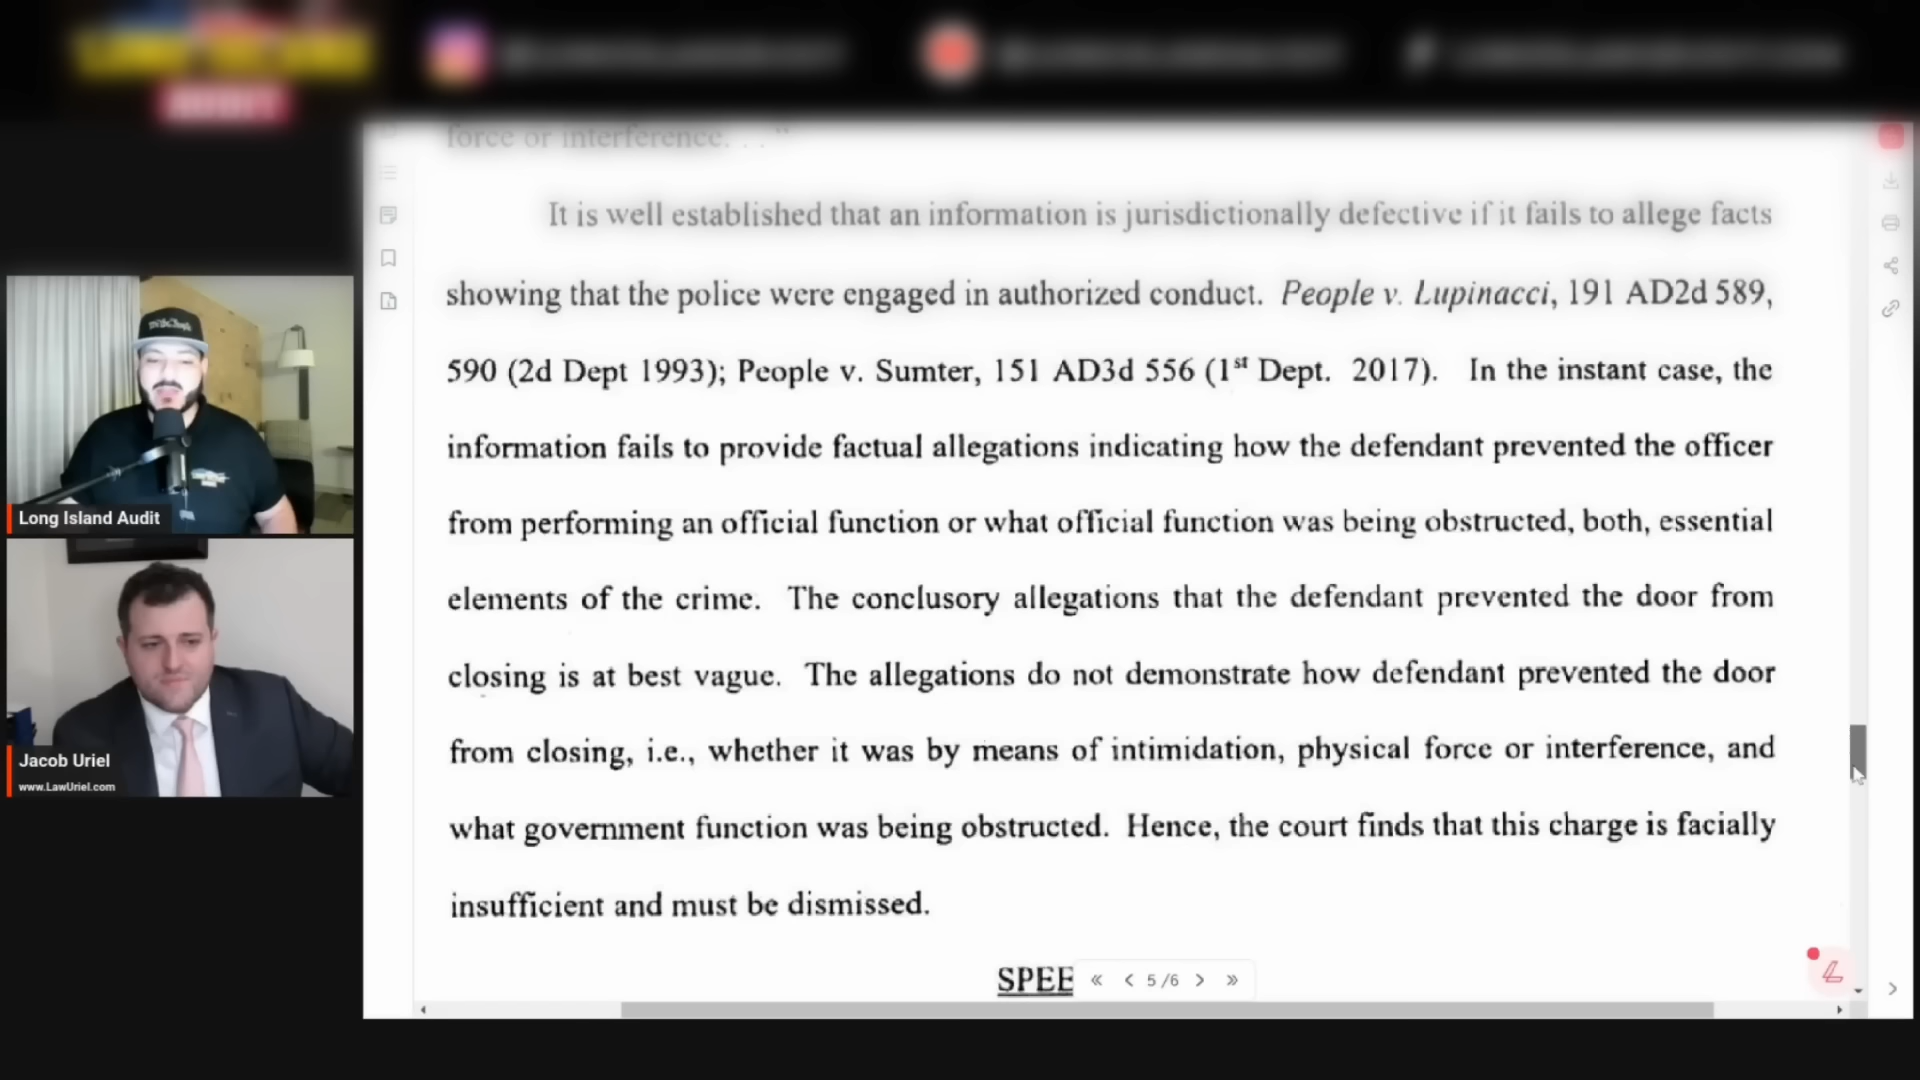 force or interference. . ."
It is well established that an information is jurisdictionally defective if it fails to allege facts
showing that the police were engaged in authorized conduct. People v. Lupinacci, 191 AD2d 589,
590 (2d Dept 1993); People v. Sumter, 151 AD3d 556 (1st Dept. 2017). In the instant case, the
information fails to provide factual allegations indicating how the defendant prevented the officer
from performing an official function or what official function was being obstructed, both, essential
elements of the crime. The conclusory allegations that the defendant prevented the door from
closing is at best vague. The allegations do not demonstrate how defendant prevented the door
from closing, i.e., whether it was by means of intimidation, physical force or interference, and
what government function was being obstructed. Hence, the court finds that this charge is facially
insufficient and must be dismissed.
SPEE
5 /6
We the People
Long Island Audit
Jacob Uriel
www.LawUriel.com